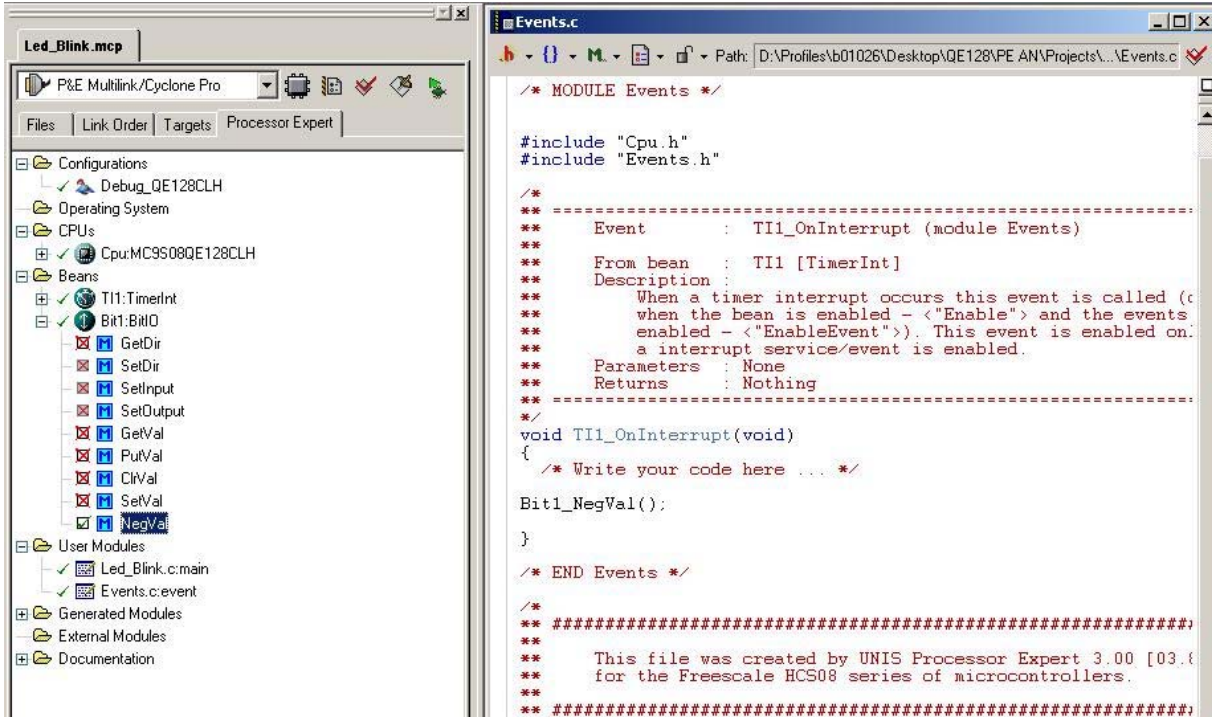 Led_Blink.mcp
P&E Multilink/Cyclone Pro
Files Link Order Targets Processor Expert
Configurations
Debug_QE128CLH
Operating System
CPUs
Cpu:MC9S08QE128CLH
Beans
TI1:TimerInt
Bit1:BitIO
M GetDir
M SetDir
M SetInput
M SetOutput
M GetVal
M PutVal
M ClrVal
M SetVal
M NegVal
User Modules
Led_Blink.c:main
Events.c:event
Generated Modules
External Modules
Documentation
Events.c
.h {} M. Path: D:\Profiles\b01026\Desktop\QE128\PE AN\Projects\...\Events.c
/* MODULE Events */
#include "Cpu.h"
#include "Events.h"
/*
** ===================================================================
** Event : TI1_OnInterrupt (module Events)
**
** From bean : TI1 [TimerInt]
** Description :
** When a timer interrupt occurs this event is called (
** when the bean is enabled - <"Enable"> and the events
** enabled - <"EnableEvent">). This event is enabled
** a interrupt service/event is enabled.
** Parameters : None
** Returns : Nothing
** ===================================================================
*/
void TI1_OnInterrupt(void)
{
/* Write your code here ... */
Bit1_NegVal();
}
/* END Events */
/*
** ###################################################################
**
** This file was created by UNIS Processor Expert 3.00 [03.
** for the Freescale HCS08 series of microcontrollers.
**
** ###################################################################